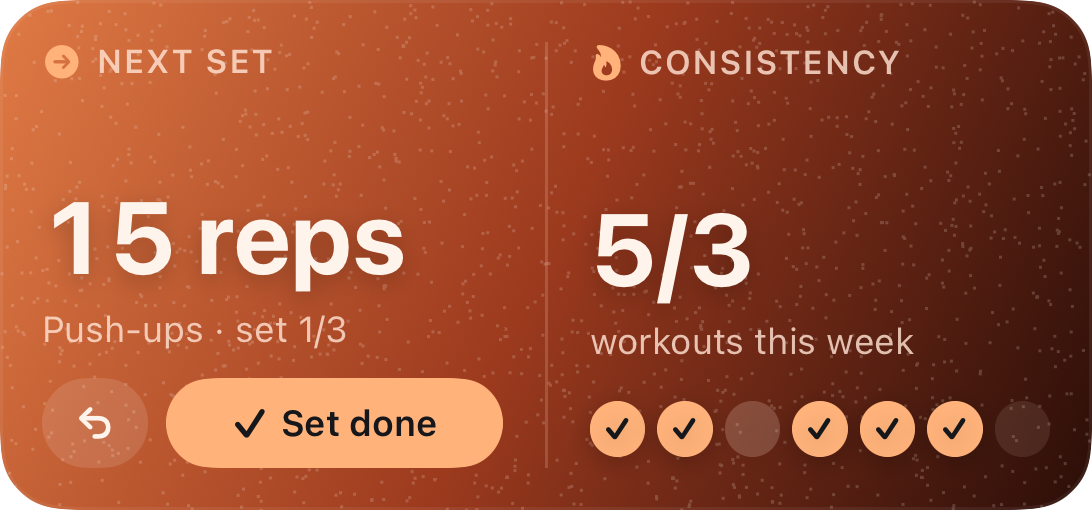 NEXT SET
15 reps
Push-ups · set 1/3
Set done
CONSISTENCY
5/3
workouts this week